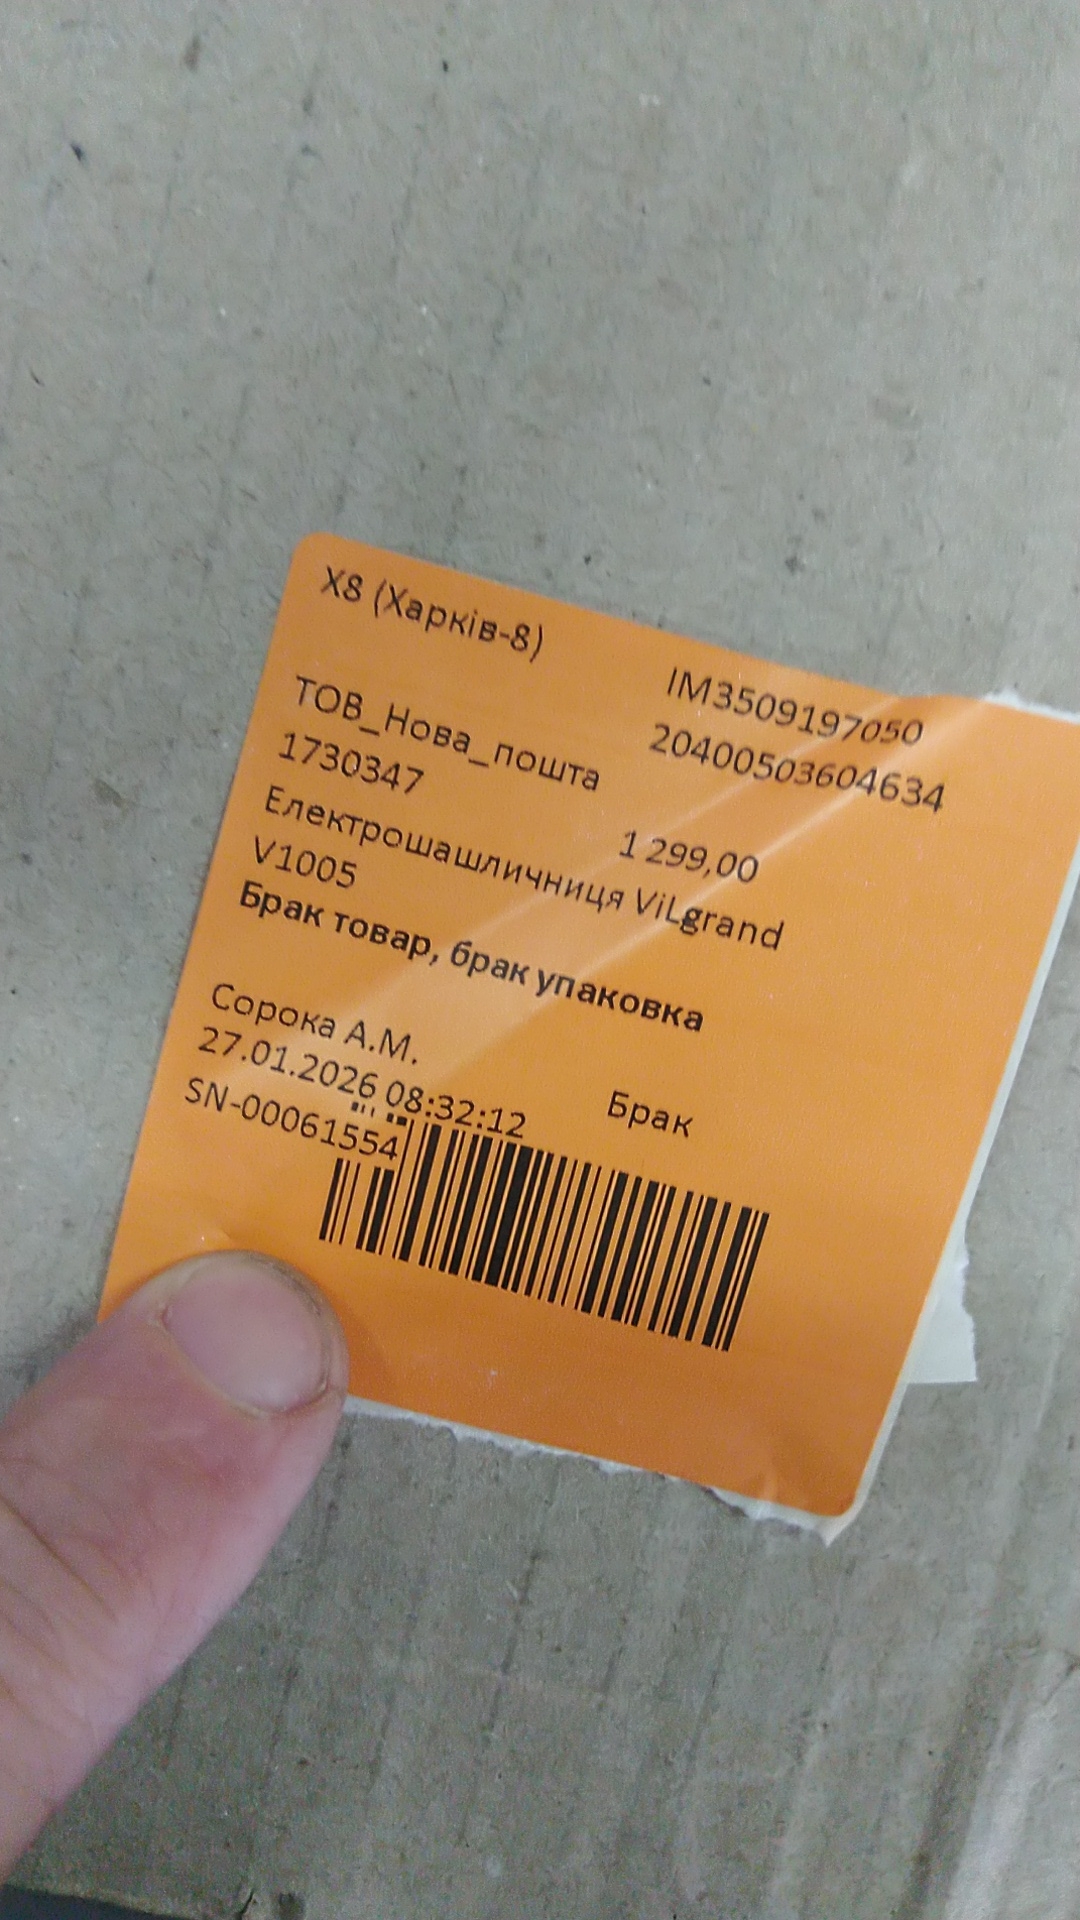 X8 (Харків-8)
IM3509197050
ТОВ_Нова_пошта
20400503604634
1730347
1 299,00
Електрошашличниця ViLgrand
V1005
Брак товар, брак упаковка
Сорока А.М.
27.01.2026 08:32:12
Брак
SN-00061554